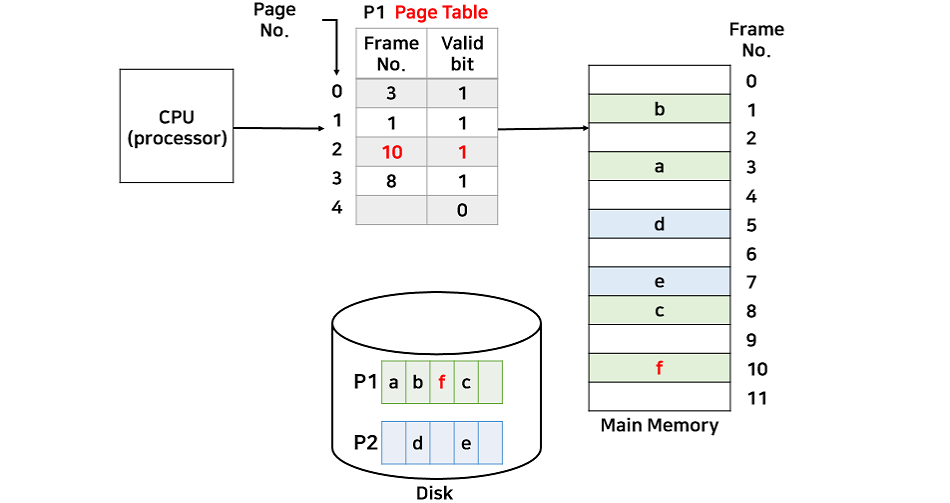 Page
No.
P1 Page Table
Frame
No.
Valid
bit
Frame
No.
CPU
(processor)
0 3 1
1 1 1
2 10 1
3 8 1
4 0
0
b 1
2
a 3
4
d 5
6
e 7
c 8
9
f 10
11
Main Memory
P1 a b f c
P2 d e
Disk